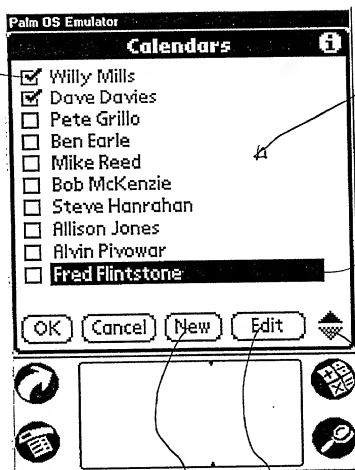 Palm OS Emulator
Calendars i
Willy Mills
Dave Davies
Pete Grillo
Ben Earle
Mike Reed
Bob McKenzie
Steve Hanrahan
Allison Jones
Alvin Pivowar
Fred Flintstone
OK Cancel New Edit